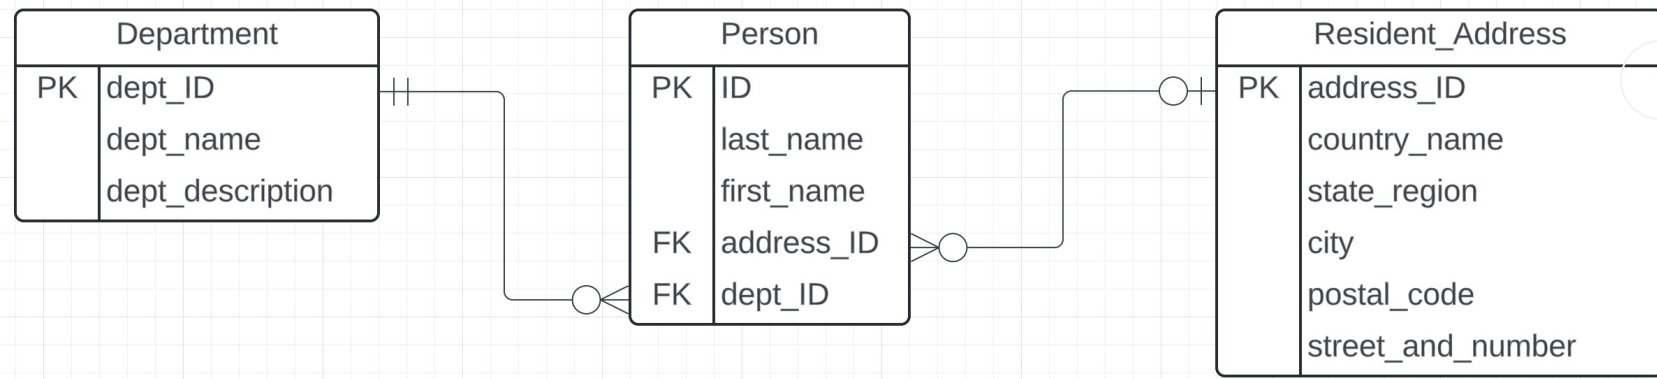 Department
PK dept_ID
dept_name
dept_description
Person
PK ID
last_name
first_name
FK address_ID
FK dept_ID
Resident_Address
PK address_ID
country_name
state_region
city
postal_code
street_and_number